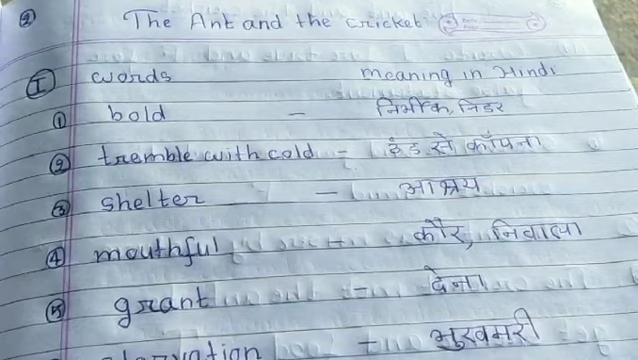 ② The Ant and the cricket
I words meaning in Hindi
① bold - निर्भीक, निडर
② tremble with cold - ठंड से काँपना
③ shelter - आश्रय
④ mouthful - कौर, निवाला
⑤ grant - देना
starvation - भुखमरी